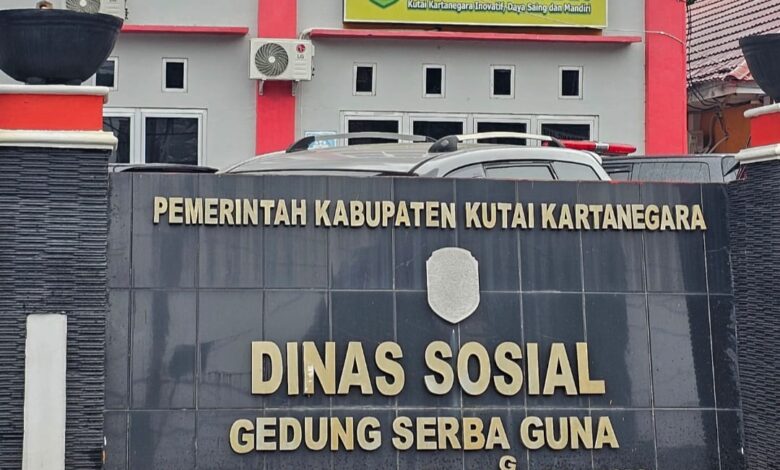 Kutai Kartanegara Inovatif, Daya Saing dan Mandiri
LG
PEMERINTAH KABUPATEN KUTAI KARTANEGARA
DINAS SOSIAL
GEDUNG SERBA GUNA
G